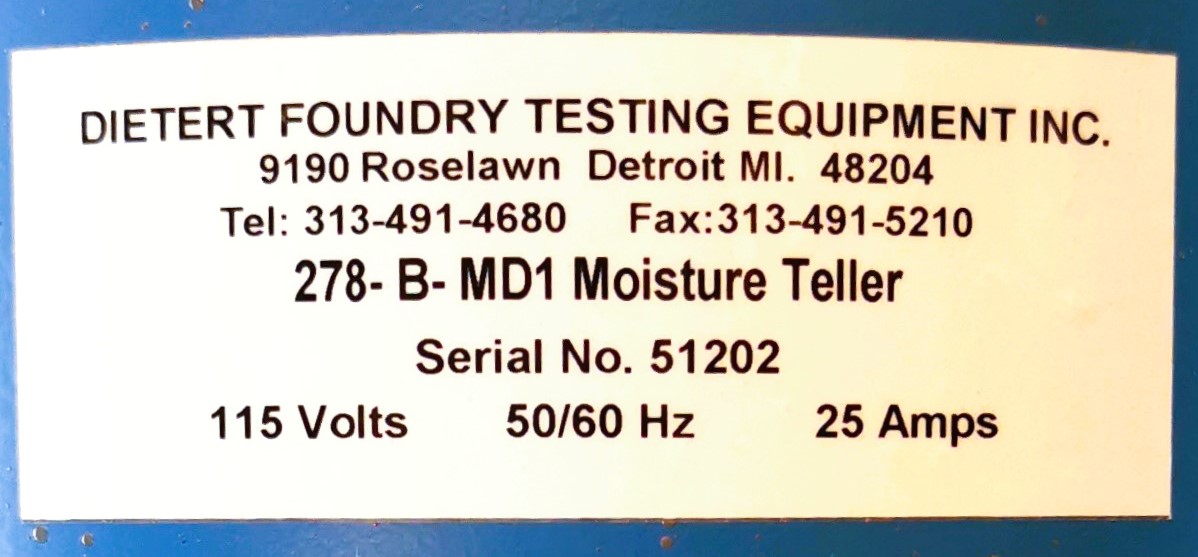 DIETERT FOUNDRY TESTING EQUIPMENT INC.
9190 Roselawn Detroit MI. 48204
Tel: 313-491-4680 Fax:313-491-5210
278- B- MD1 Moisture Teller
Serial No. 51202
115 Volts 50/60 Hz 25 Amps